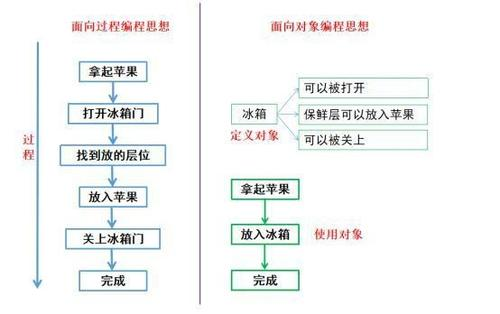 面向过程编程思想
过程
拿起苹果
打开冰箱门
找到放的层位
放入苹果
关上冰箱门
完成
面向对象编程思想
冰箱
定义对象
可以被打开
保鲜层可以放入苹果
可以被关上
拿起苹果
放入冰箱
使用对象
完成